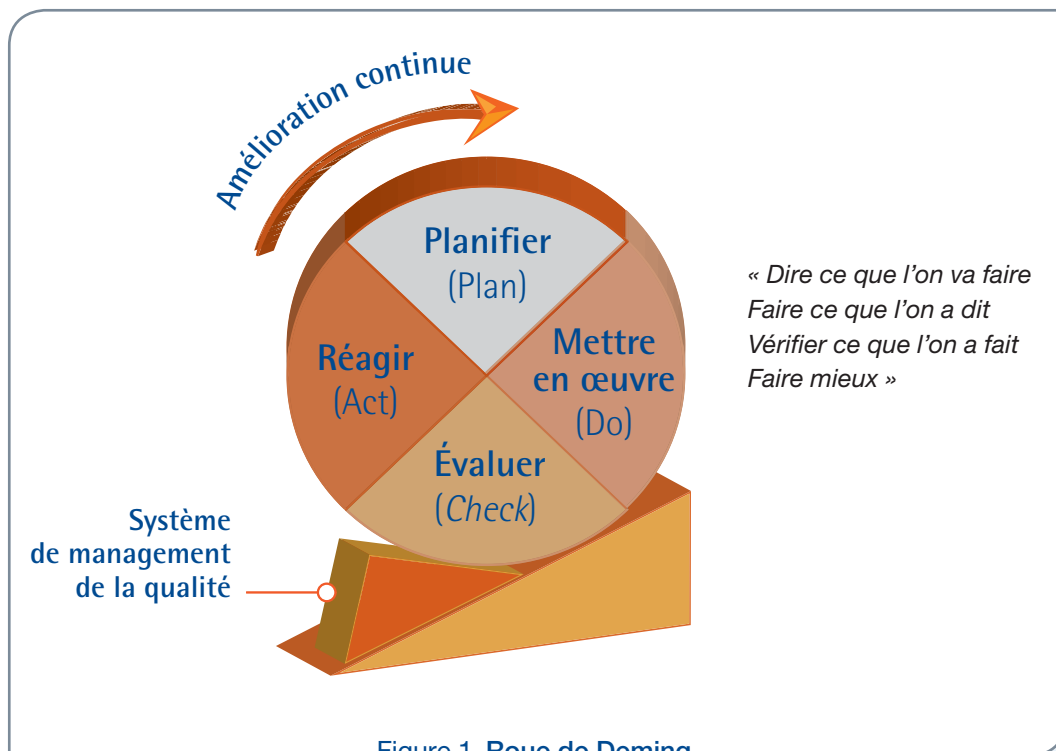 Amélioration continue
Planifier
(Plan)
Réagir
(Act)
Mettre
en œuvre
(Do)
Évaluer
(Check)
Système
de management
de la qualité
« Dire ce que l’on va faire
Faire ce que l’on a dit
Vérifier ce que l’on a fait
Faire mieux »
Figure 1. Roue de Deming